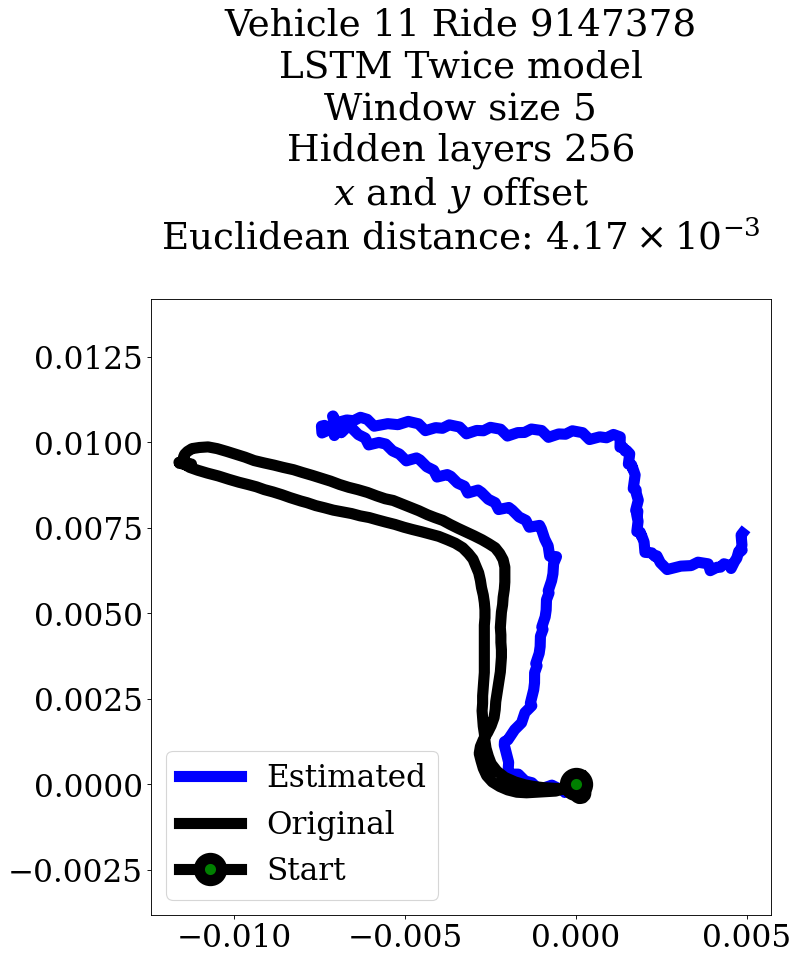 Vehicle 11 Ride 9147378
LSTM Twice model
Window size 5
Hidden layers 256
x and y offset
Euclidean distance: 4.17 × 10⁻³
0.0125
0.0100
0.0075
0.0050
0.0025
0.0000
−0.0025
Estimated
Original
Start
−0.010 −0.005 0.000 0.005